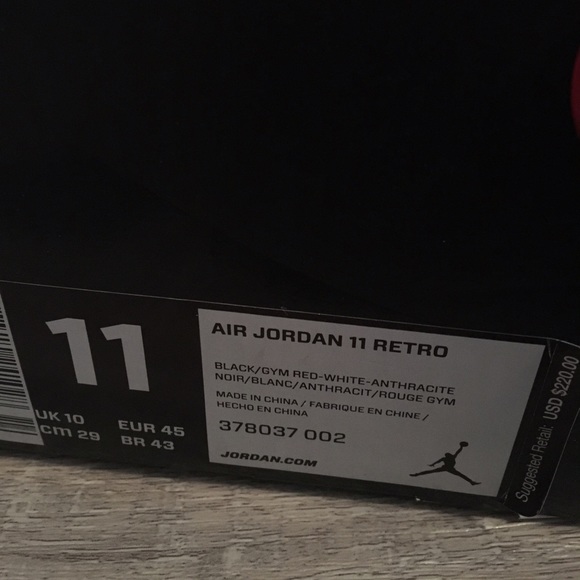 11
UK 10
EUR 45
cm 29
BR 43
AIR JORDAN 11 RETRO
BLACK/GYM RED-WHITE-ANTHRACITE
NOIR/BLANC/ANTHRACIT/ROUGE GYM
MADE IN CHINA / FABRIQUE EN CHINE /
HECHO EN CHINA
378037 002
JORDAN.COM
Suggested Retail: USD $220.00